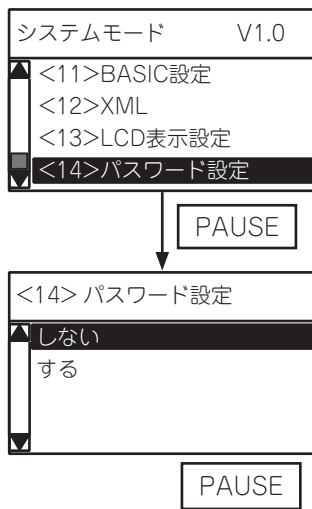 システムモード V1.0
<11>BASIC設定
<12>XML
<13>LCD表示設定
<14>パスワード設定
PAUSE
<14> パスワード設定
しない
する
PAUSE